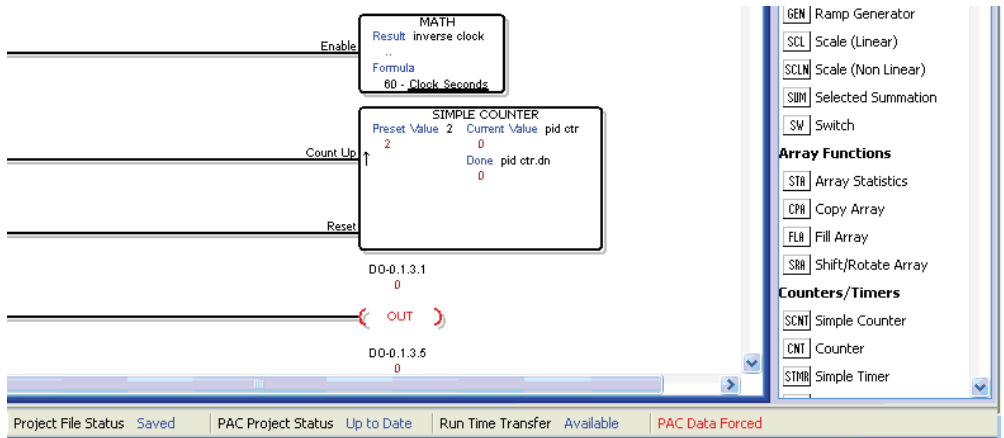 MATH
Enable
Result inverse clock
..
Formula
60 - Clock Seconds
SIMPLE COUNTER
Preset Value 2 Current Value pid ctr
2 0
Count Up
Done pid ctr.dn
0
Reset
DO-0.1.3.1
0
OUT
DO-0.1.3.5
0
GEN Ramp Generator
SCL Scale (Linear)
SCLN Scale (Non Linear)
SUM Selected Summation
SW Switch
Array Functions
STA Array Statistics
CPA Copy Array
FLA Fill Array
SRA Shift/Rotate Array
Counters/Timers
SCNT Simple Counter
CNT Counter
STMR Simple Timer
Project File Status Saved PAC Project Status Up to Date Run Time Transfer Available PAC Data Forced